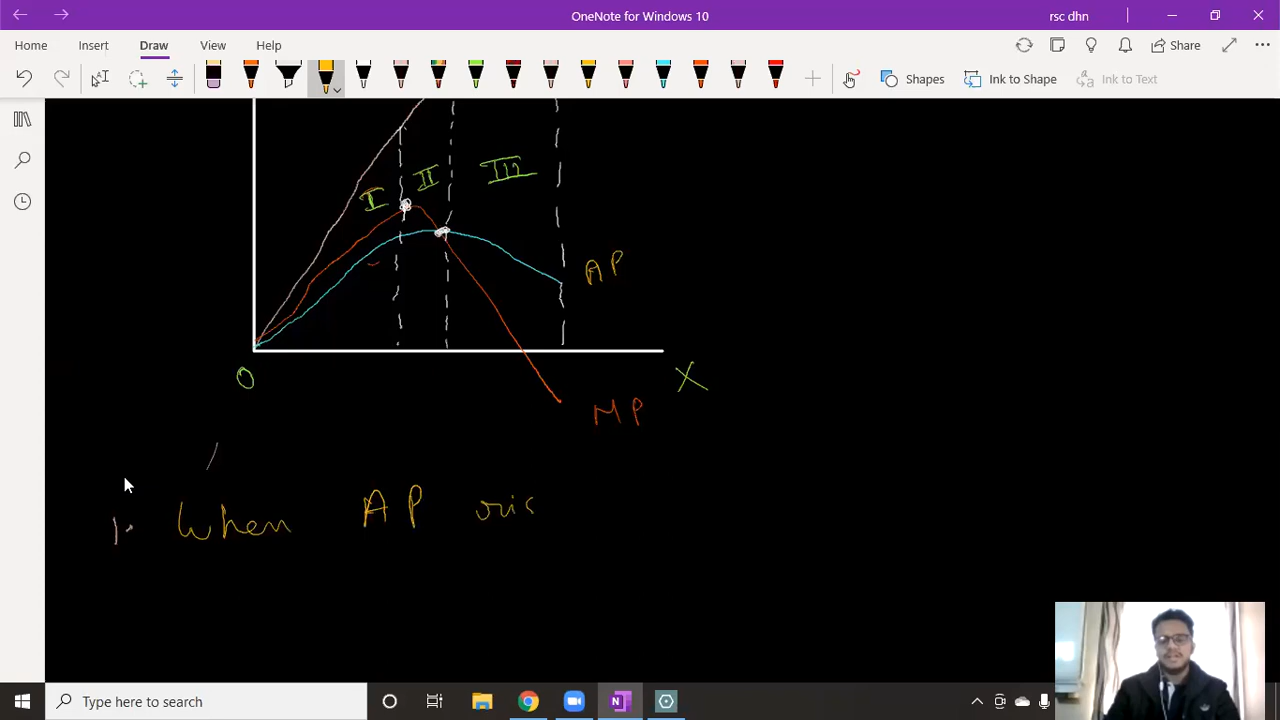 OneNote for Windows 10
rsc dhn
Home Insert Draw View Help
Share
Shapes
Ink to Shape
Ink to Text
I II III
AP
O
X
MP
1. When AP ris
Type here to search